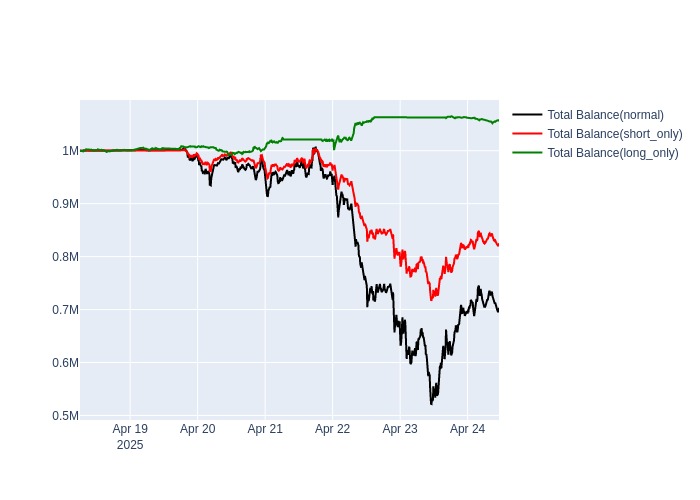 Total Balance(normal)
Total Balance(short_only)
Total Balance(long_only)
1M
0.9M
0.8M
0.7M
0.6M
0.5M
Apr 19
2025
Apr 20
Apr 21
Apr 22
Apr 23
Apr 24